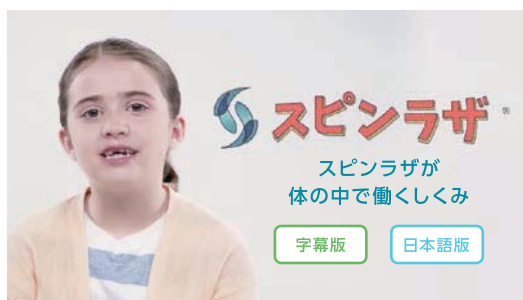 スピンラザ®
スピンラザが
体の中で働くしくみ
字幕版
日本語版